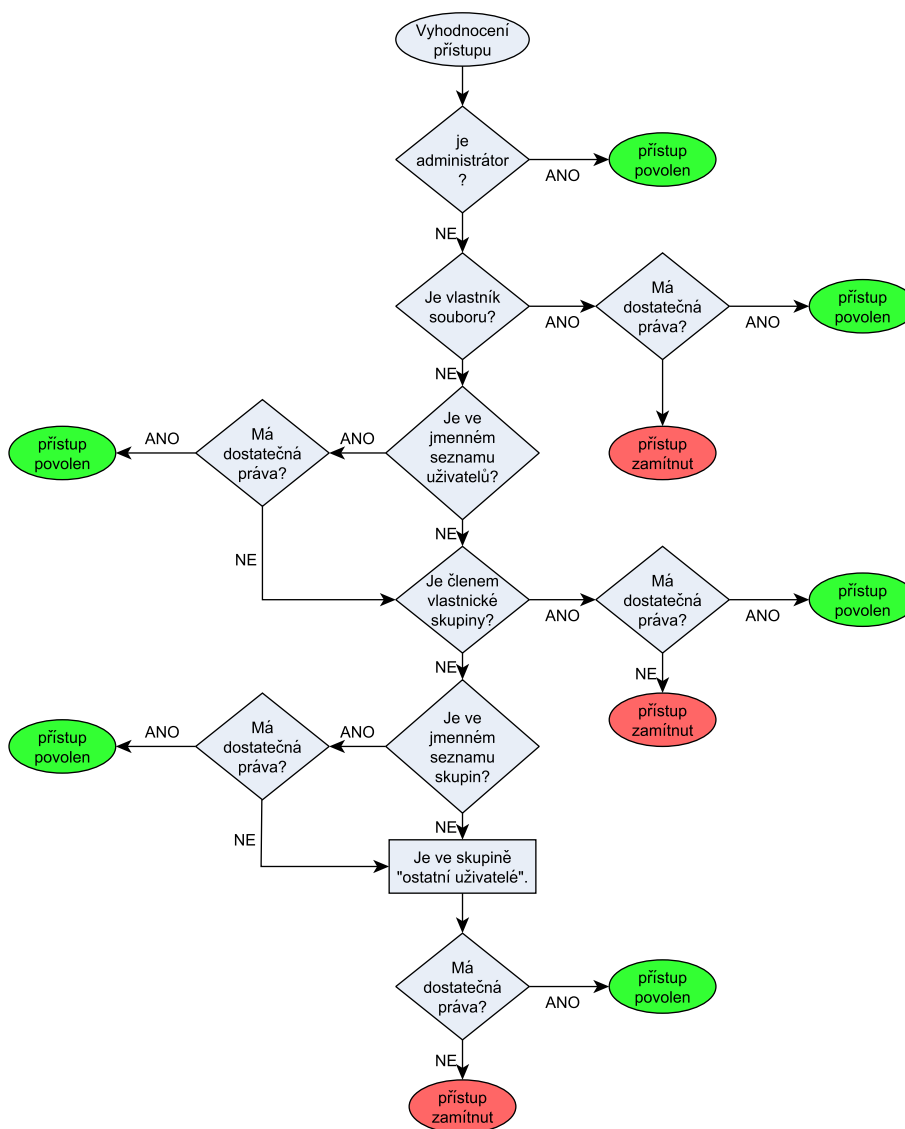 Vyhodnocení
přístupu
je
administrátor
?
ANO
přístup
povolen
NE
Je vlastník
souboru?
ANO
Má
dostatečná
práva?
ANO
přístup
povolen
přístup
zamítnut
NE
Je ve
jmenném
seznamu
uživatelů?
ANO
Má
dostatečná
práva?
ANO
přístup
povolen
NE
NE
Je členem
vlastnické
skupiny?
ANO
Má
dostatečná
práva?
ANO
přístup
povolen
NE
přístup
zamítnut
NE
Je ve
jmenném
seznamu
skupin?
ANO
Má
dostatečná
práva?
ANO
přístup
povolen
NE
NE
Je ve skupině
"ostatní uživatelé".
Má
dostatečná
práva?
ANO
přístup
povolen
NE
přístup
zamítnut